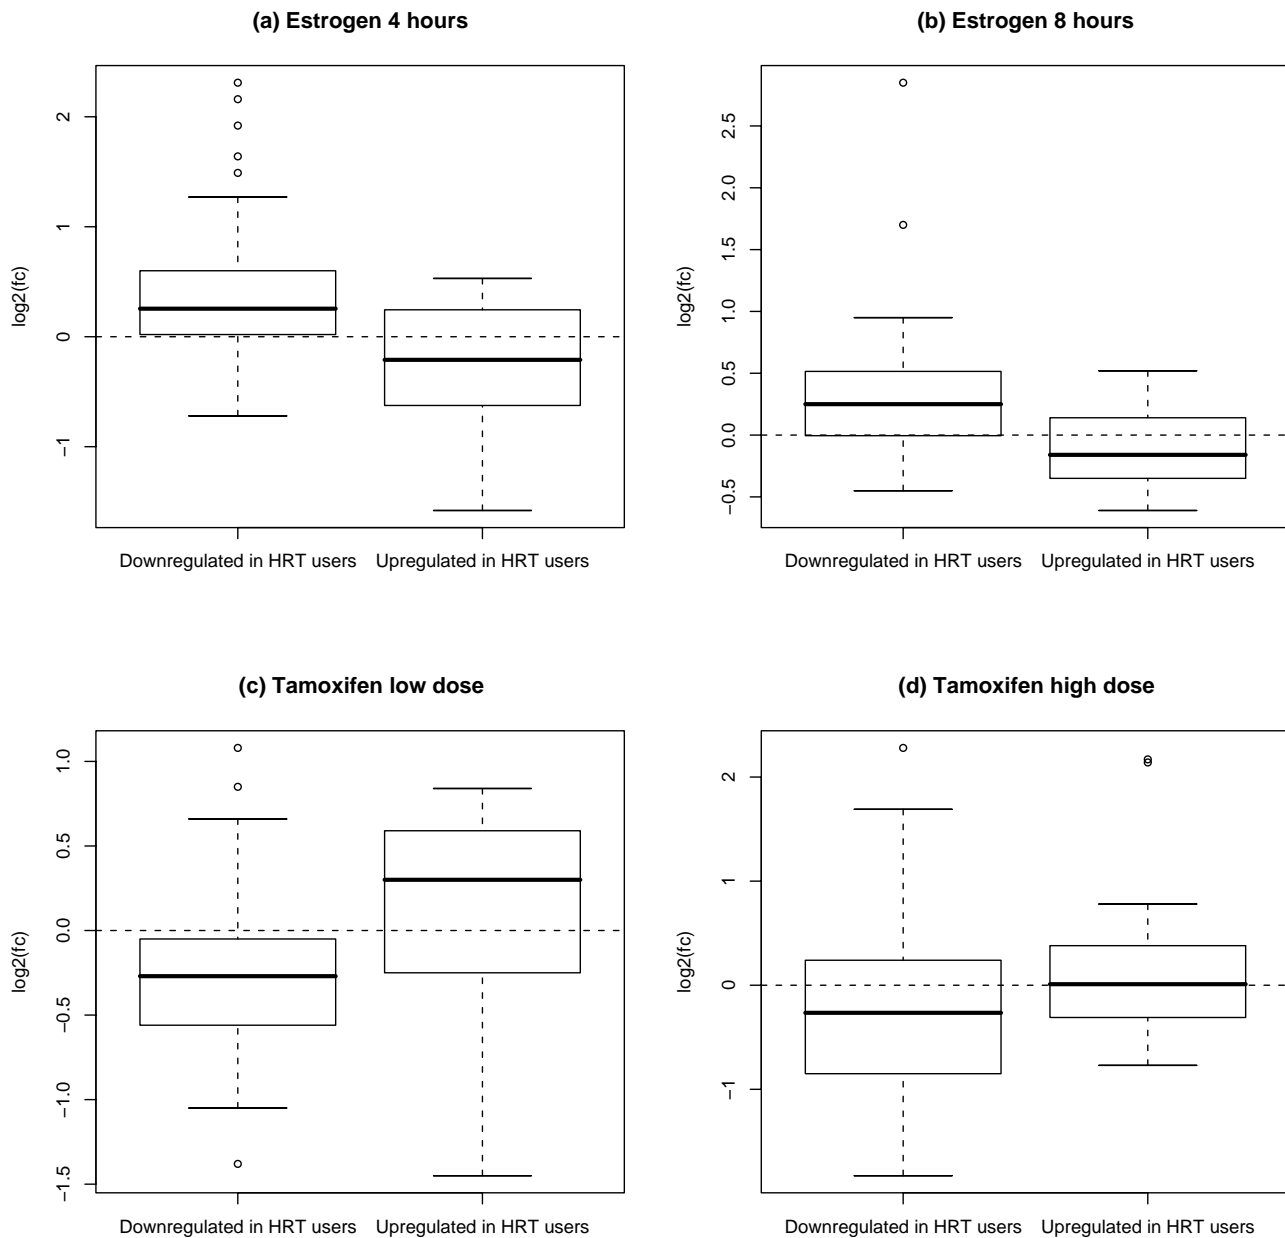 (a) Estrogen 4 hours
log2(fc)
2
1
0
−1
Downregulated in HRT users Upregulated in HRT users
(b) Estrogen 8 hours
log2(fc)
2.5
2.0
1.5
1.0
0.5
0.0
−0.5
Downregulated in HRT users Upregulated in HRT users
(c) Tamoxifen low dose
log2(fc)
1.0
0.5
0.0
−0.5
−1.0
−1.5
Downregulated in HRT users Upregulated in HRT users
(d) Tamoxifen high dose
log2(fc)
2
1
0
−1
Downregulated in HRT users Upregulated in HRT users